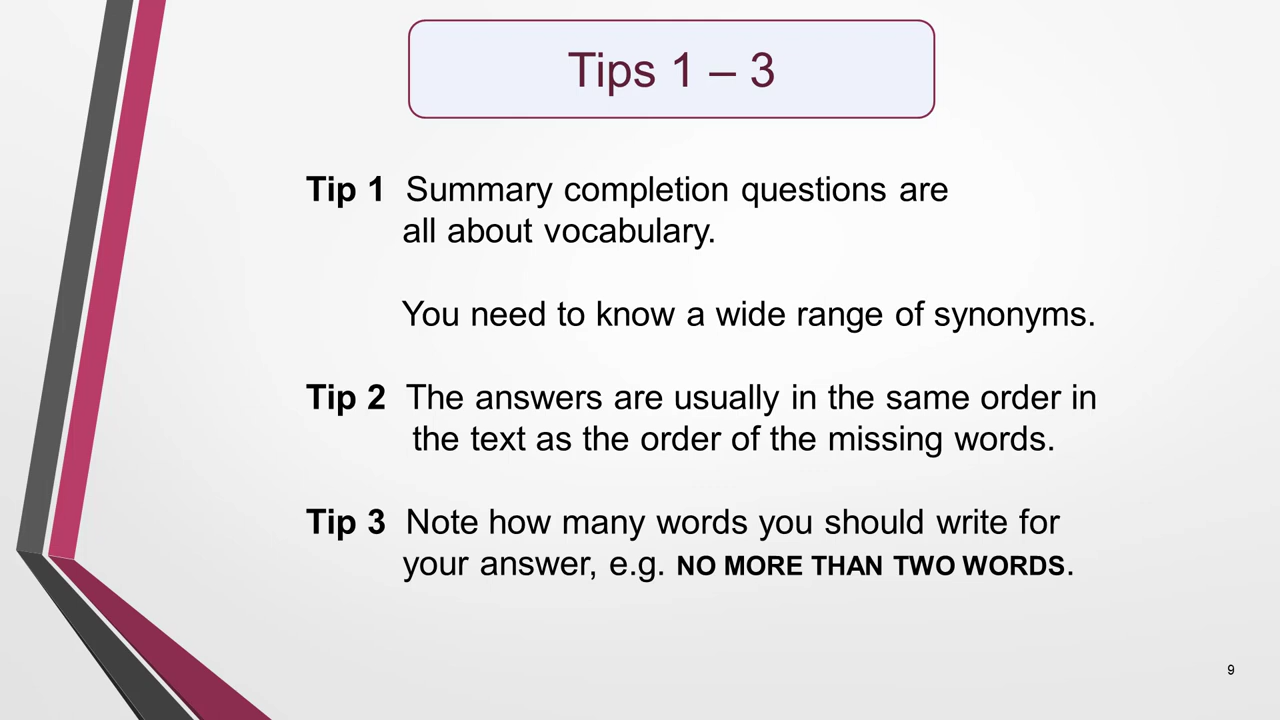 Tips 1 – 3
Tip 1 Summary completion questions are
all about vocabulary.
You need to know a wide range of synonyms.
Tip 2 The answers are usually in the same order in
the text as the order of the missing words.
Tip 3 Note how many words you should write for
your answer, e.g. NO MORE THAN TWO WORDS.
9